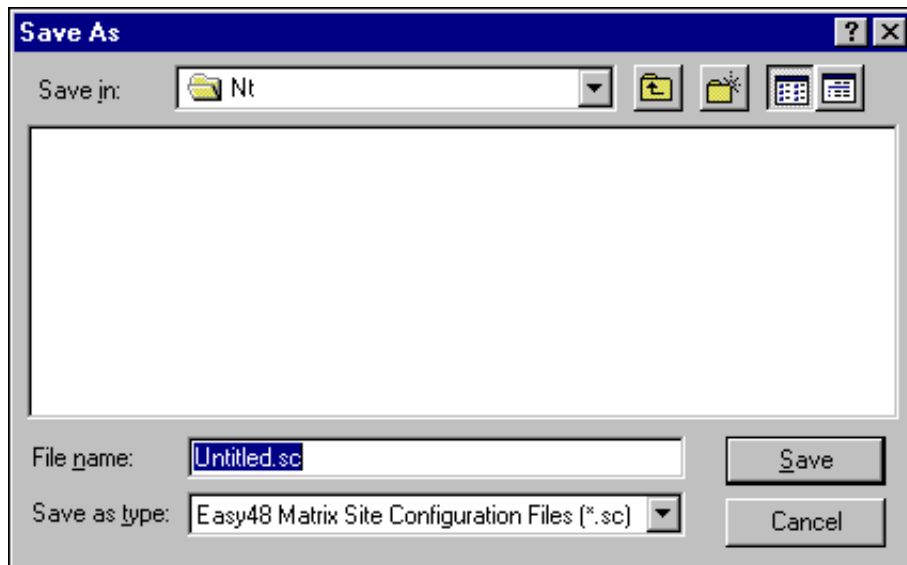 Save As
Save in: Nt
File name: Untitled.sc
Save
Save as type: Easy48 Matrix Site Configuration Files (*.sc)
Cancel